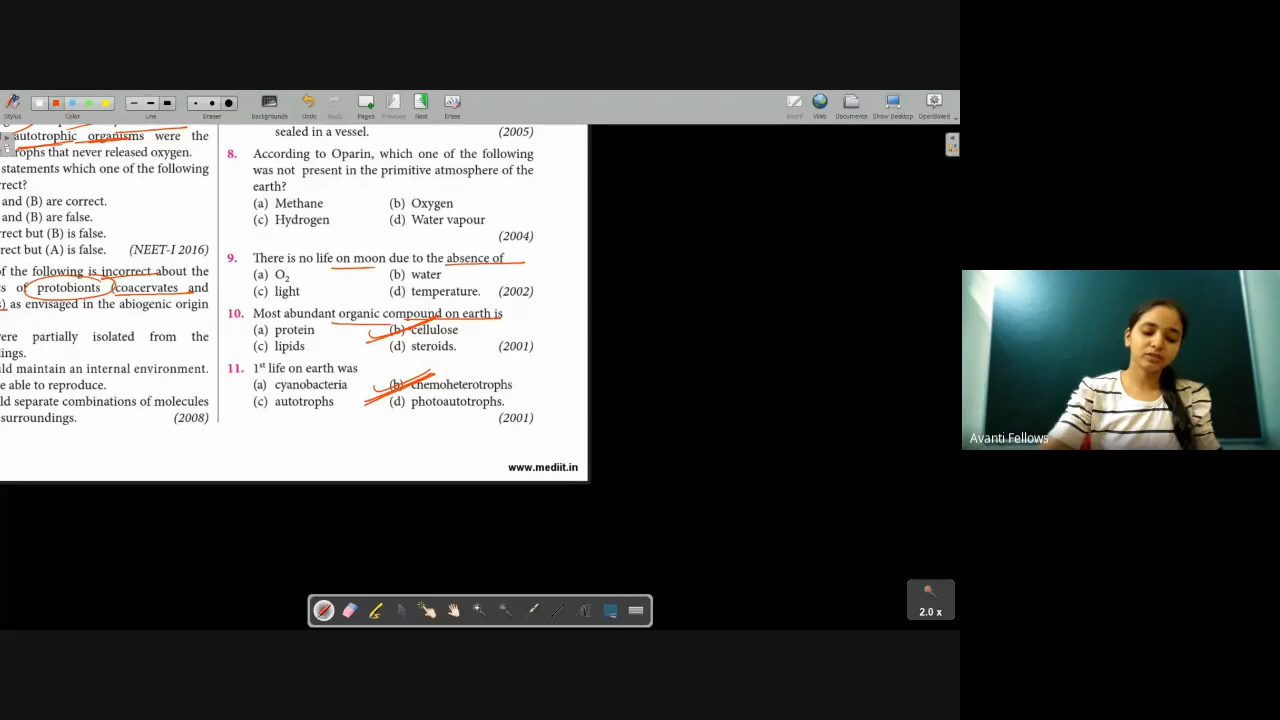 Stylus
Color
Line
Eraser
Backgrounds
Undo
Redo
Pages
Previous
Next
Erase
Board
Web
Documents
Show Desktop
OpenBoard
autotrophic organisms were the
trophs that never released oxygen.
statements which one of the following
rrect?
and (B) are correct.
and (B) are false.
rrect but (B) is false.
rrect but (A) is false. (NEET-I 2016)
of the following is incorrect about the
ts of protobionts (coacervates and
s) as envisaged in the abiogenic origin
ere partially isolated from the
dings.
uld maintain an internal environment.
re able to reproduce.
ld separate combinations of molecules
surroundings. (2008)
sealed in a vessel. (2005)
8. According to Oparin, which one of the following
was not present in the primitive atmosphere of the
earth?
(a) Methane (b) Oxygen
(c) Hydrogen (d) Water vapour
(2004)
9. There is no life on moon due to the absence of
(a) O2 (b) water
(c) light (d) temperature. (2002)
10. Most abundant organic compound on earth is
(a) protein (b) cellulose
(c) lipids (d) steroids. (2001)
11. 1st life on earth was
(a) cyanobacteria (b) chemoheterotrophs
(c) autotrophs (d) photoautotrophs.
(2001)
www.mediit.in
2.0 x
Avanti Fellows